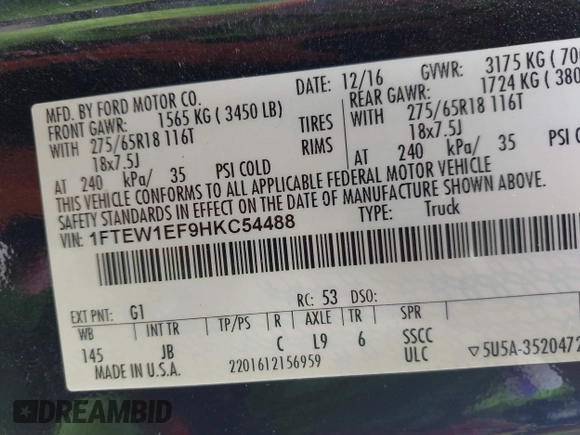 MFD. BY FORD MOTOR CO.
DATE: 12/16 GVWR: 3175 KG (700
FRONT GAWR: 1565 KG (3450 LB) REAR GAWR: 1724 KG (380
WITH 275/65R18 116T TIRES WITH 275/65R18 116T
18x7.5J RIMS 18x7.5J
AT 240 kPa/ 35 PSI COLD AT 240 kPa/ 35 PSI COLD
THIS VEHICLE CONFORMS TO ALL APPLICABLE FEDERAL MOTOR VEHICLE
SAFETY STANDARDS IN EFFECT ON THE DATE OF MANUFACTURE SHOWN ABOVE.
VIN: 1FTEW1EF9HKC54488 TYPE: Truck
EXT PNT: G1 RC: 53 DSO:
WB INT TR TP/PS R AXLE TR SPR
145 JB C L9 6 SSCC
MADE IN U.S.A. 2201612156959 ULC ▽5U5A-3520472
DREAMBID